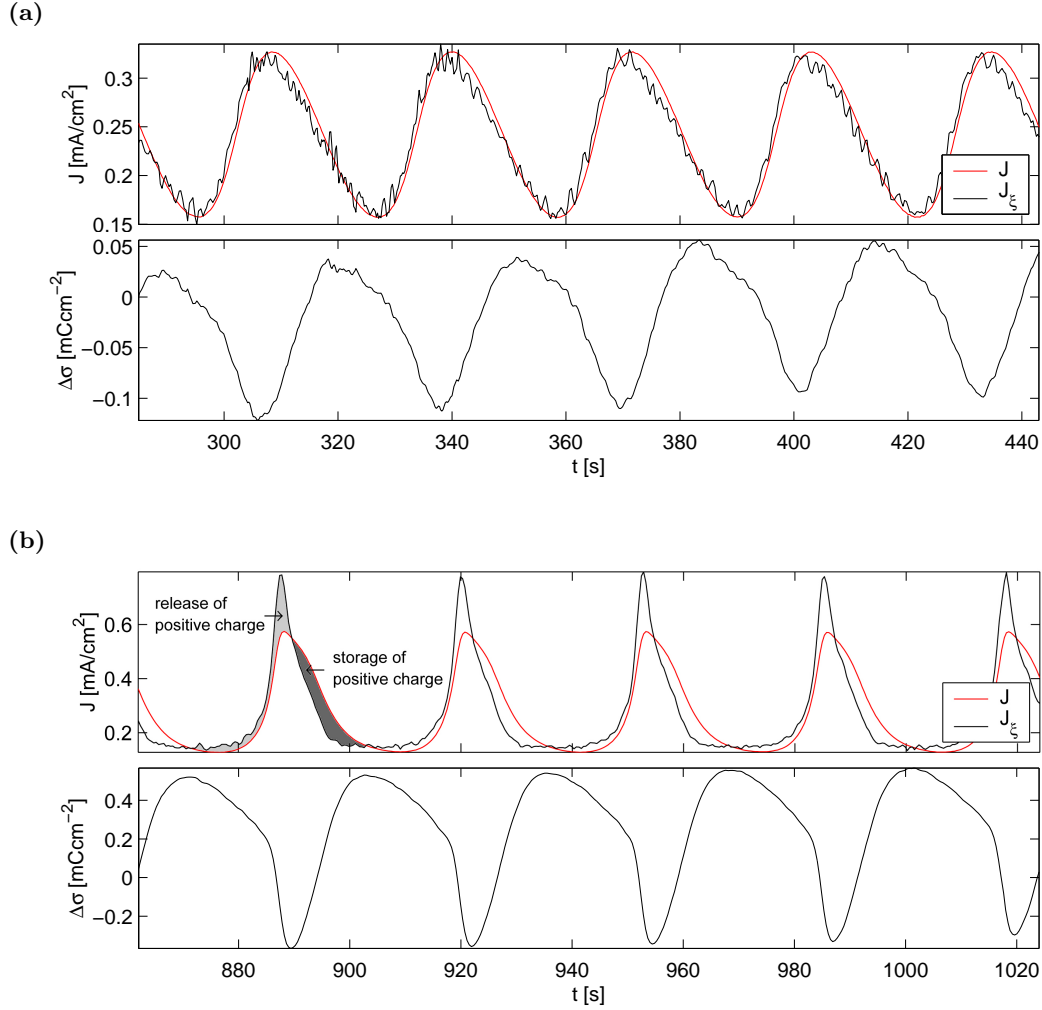 (a)
0.3
0.25
0.2
0.15
J [mA/cm²]
J
J_ξ
0.05
0
−0.05
−0.1
Δσ [mCcm⁻²]
300 320 340 360 380 400 420 440
t [s]
(b)
0.6
0.4
0.2
J [mA/cm²]
release of
positive charge
storage of
positive charge
J
J_ξ
0.4
0.2
0
−0.2
Δσ [mCcm⁻²]
880 900 920 940 960 980 1000 1020
t [s]